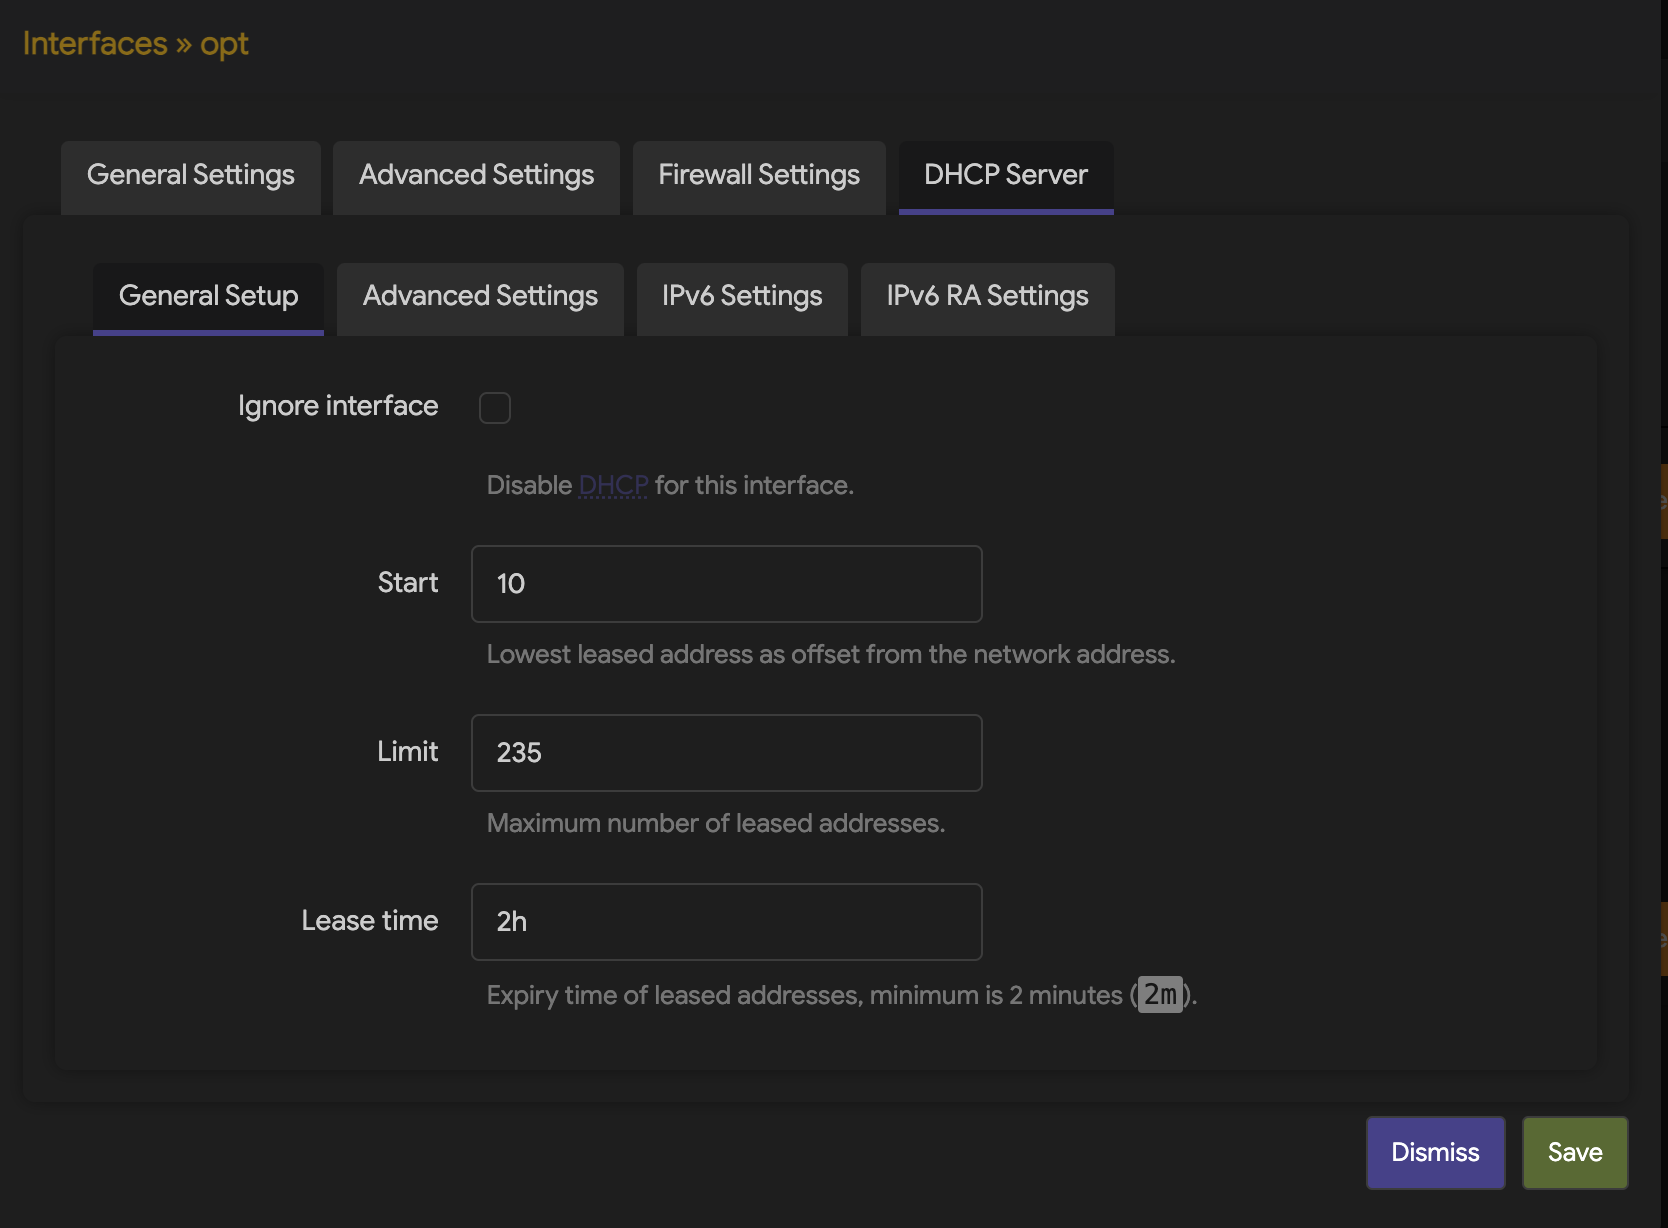 Interfaces » opt
General Settings Advanced Settings Firewall Settings DHCP Server
General Setup Advanced Settings IPv6 Settings IPv6 RA Settings
Ignore interface
Disable DHCP for this interface.
Start 10
Lowest leased address as offset from the network address.
Limit 235
Maximum number of leased addresses.
Lease time 2h
Expiry time of leased addresses, minimum is 2 minutes (2m).
Dismiss Save